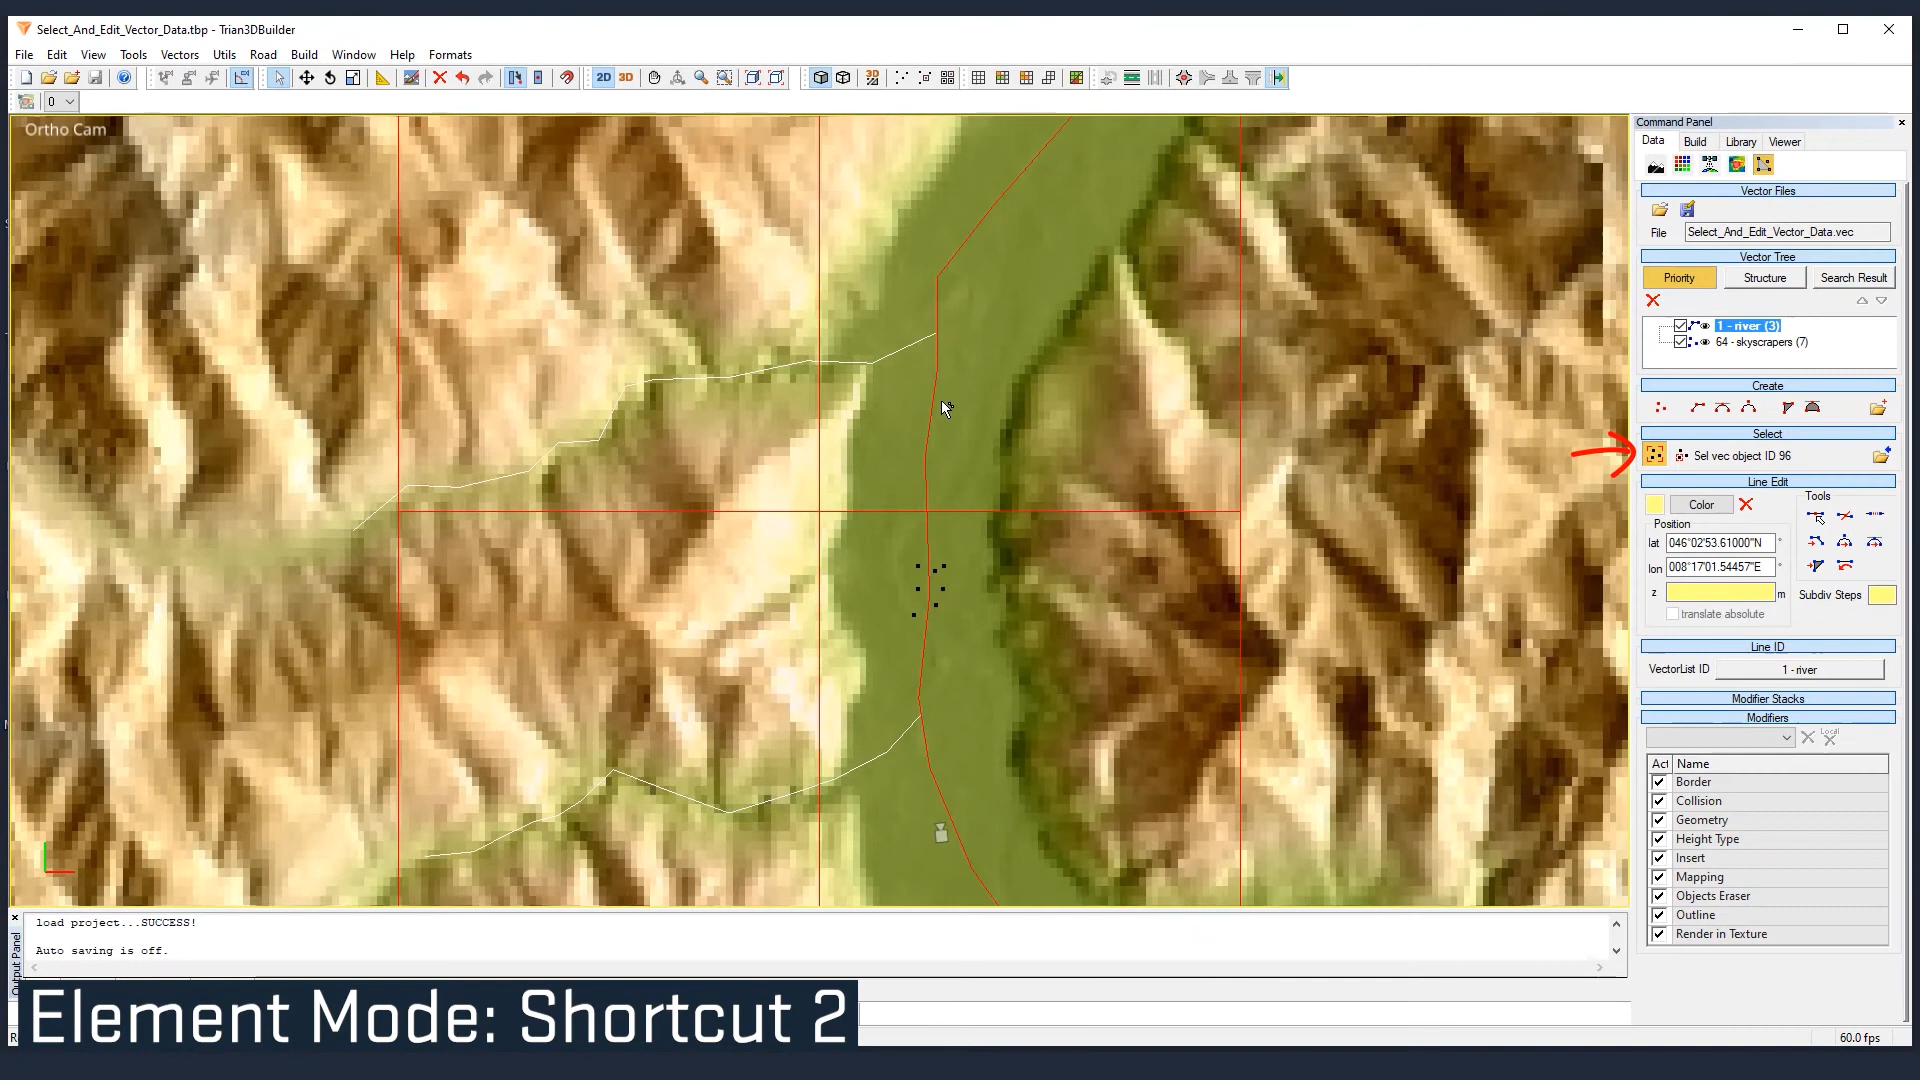 Select_And_Edit_Vector_Data.tbp - Trian3DBuilder
File Edit View Tools Vectors Utils Road Build Window Help Formats
2D 3D 3D
0
Ortho Cam
Command Panel
Data Build Library Viewer
Vector Files
File Select_And_Edit_Vector_Data.vec
Vector Tree
Priority Structure Search Result
1 - river (3)
64 - skyscrapers (7)
Create
Select
Sel vec object ID 96
Line Edit
Color
Tools
Position
lat 046°02'53.61000"N °
lon 008°17'01.54457"E °
z m
Subdiv Steps
translate absolute
Line ID
VectorList ID 1 - river
Modifier Stacks
Modifiers
Local
Act Name
Border
Collision
Geometry
Height Type
Insert
Mapping
Objects Eraser
Outline
Render in Texture
load project...SUCCESS!
Auto saving is off.
Output Panel
Element Mode: Shortcut 2
60.0 fps